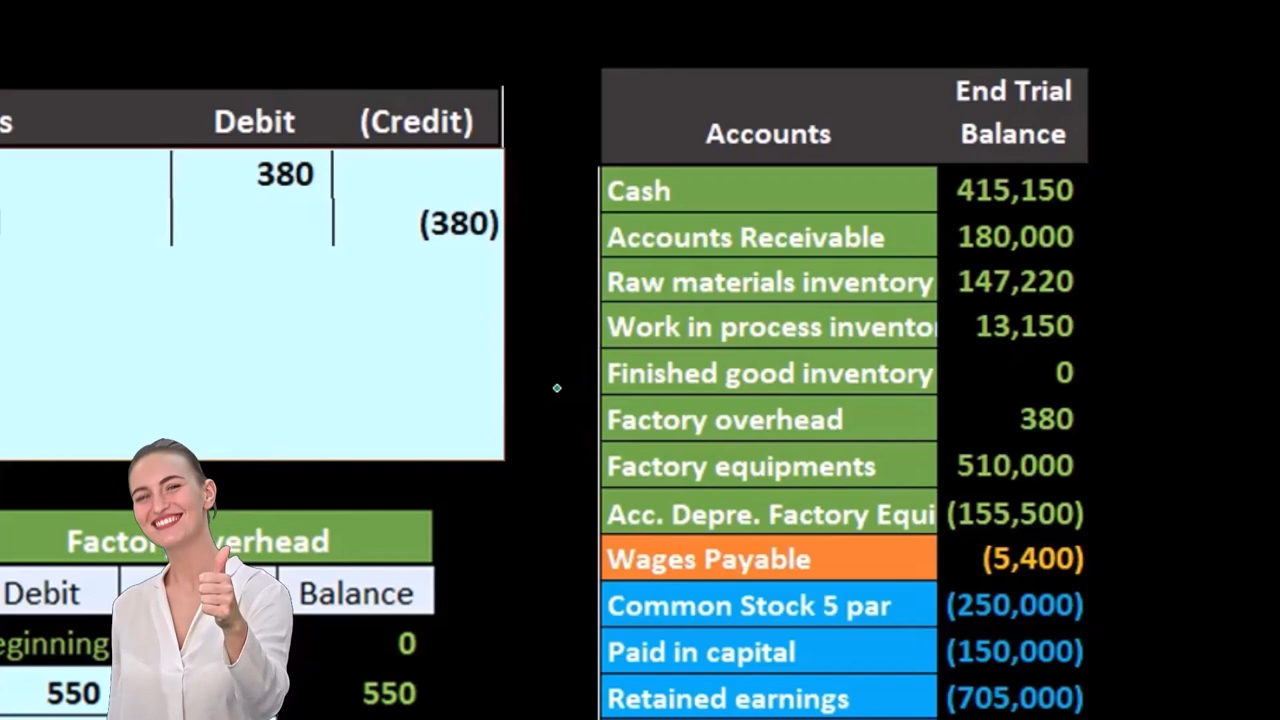 s Debit (Credit)
380
(380)
Factory Overhead
Debit Balance
eginning 0
550 550
Accounts End Trial Balance
Cash 415,150
Accounts Receivable 180,000
Raw materials inventory 147,220
Work in process invento 13,150
Finished good inventory 0
Factory overhead 380
Factory equipments 510,000
Acc. Depre. Factory Equi (155,500)
Wages Payable (5,400)
Common Stock 5 par (250,000)
Paid in capital (150,000)
Retained earnings (705,000)